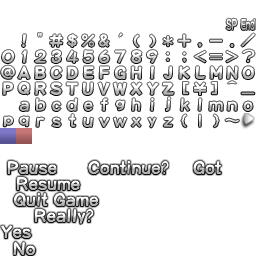 SP End
! " # $ % & ' ( ) * + , - . /
0 1 2 3 4 5 6 7 8 9 : ; < = > ?
@ A B C D E F G H I J K L M N O
P Q R S T U V W X Y Z [ ¥ ] ^ _
a b c d e f g h i j k l m n o
p q r s t u v w x y z ( | ) ~
Pause Continue? Got
Resume
Quit Game
Really?
Yes
No